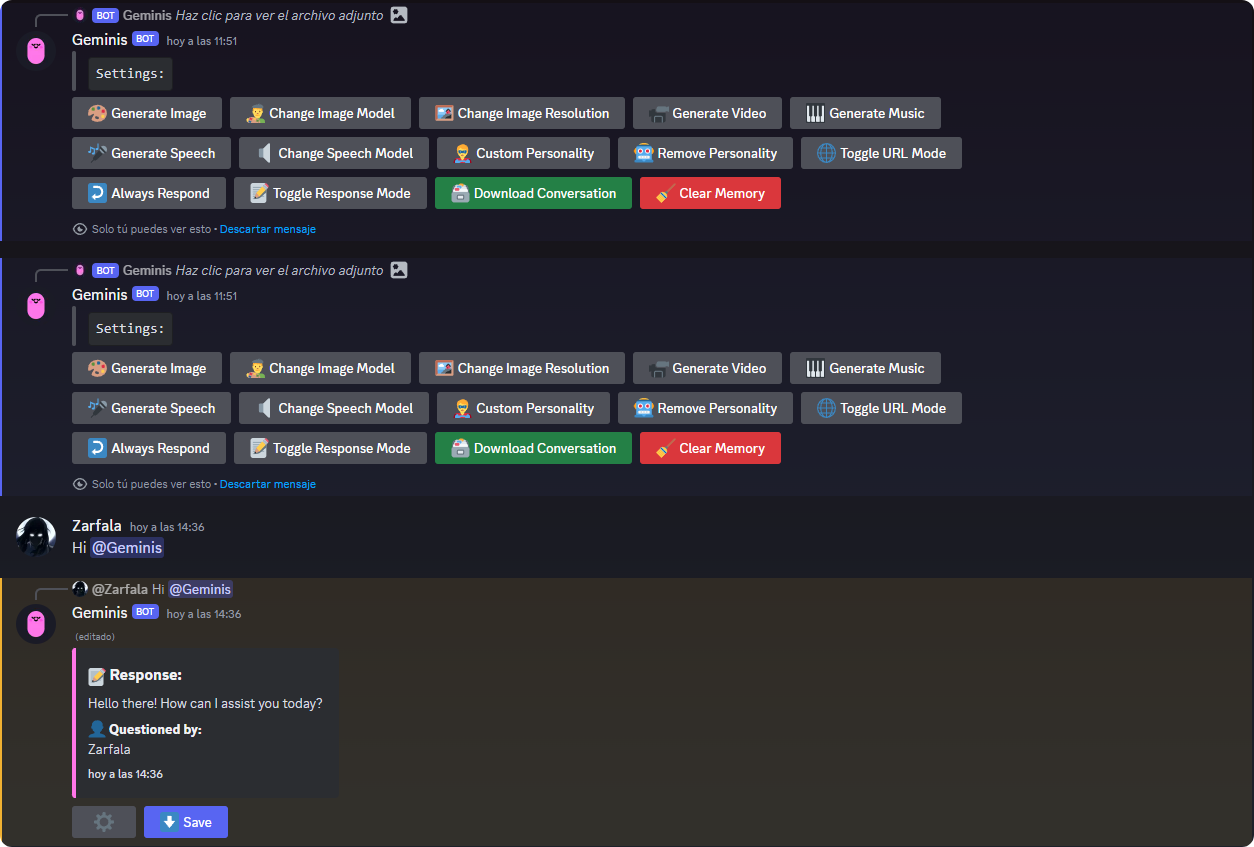 BOT Geminis Haz clic para ver el archivo adjunto
Geminis BOT hoy a las 11:51
Settings:
Generate Image Change Image Model Change Image Resolution Generate Video Generate Music
Generate Speech Change Speech Model Custom Personality Remove Personality Toggle URL Mode
Always Respond Toggle Response Mode Download Conversation Clear Memory
Solo tú puedes ver esto • Descartar mensaje
BOT Geminis Haz clic para ver el archivo adjunto
Geminis BOT hoy a las 11:51
Settings:
Generate Image Change Image Model Change Image Resolution Generate Video Generate Music
Generate Speech Change Speech Model Custom Personality Remove Personality Toggle URL Mode
Always Respond Toggle Response Mode Download Conversation Clear Memory
Solo tú puedes ver esto • Descartar mensaje
Zarfala hoy a las 14:36
Hi @Geminis
@Zarfala Hi @Geminis
Geminis BOT hoy a las 14:36
(editado)
Response:
Hello there! How can I assist you today?
Questioned by:
Zarfala
hoy a las 14:36
Save